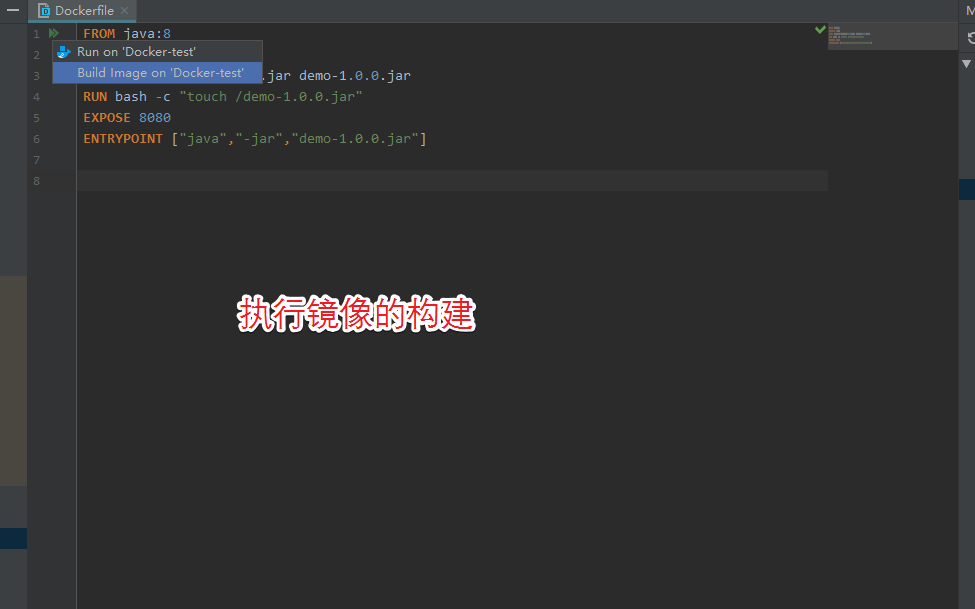 Dockerfile
M
1 FROM java:8
2 Run on 'Docker-test'
3 Build Image on 'Docker-test' .jar demo-1.0.0.jar
4 RUN bash -c "touch /demo-1.0.0.jar"
5 EXPOSE 8080
6 ENTRYPOINT ["java","-jar","demo-1.0.0.jar"]
7
8
执行镜像的构建